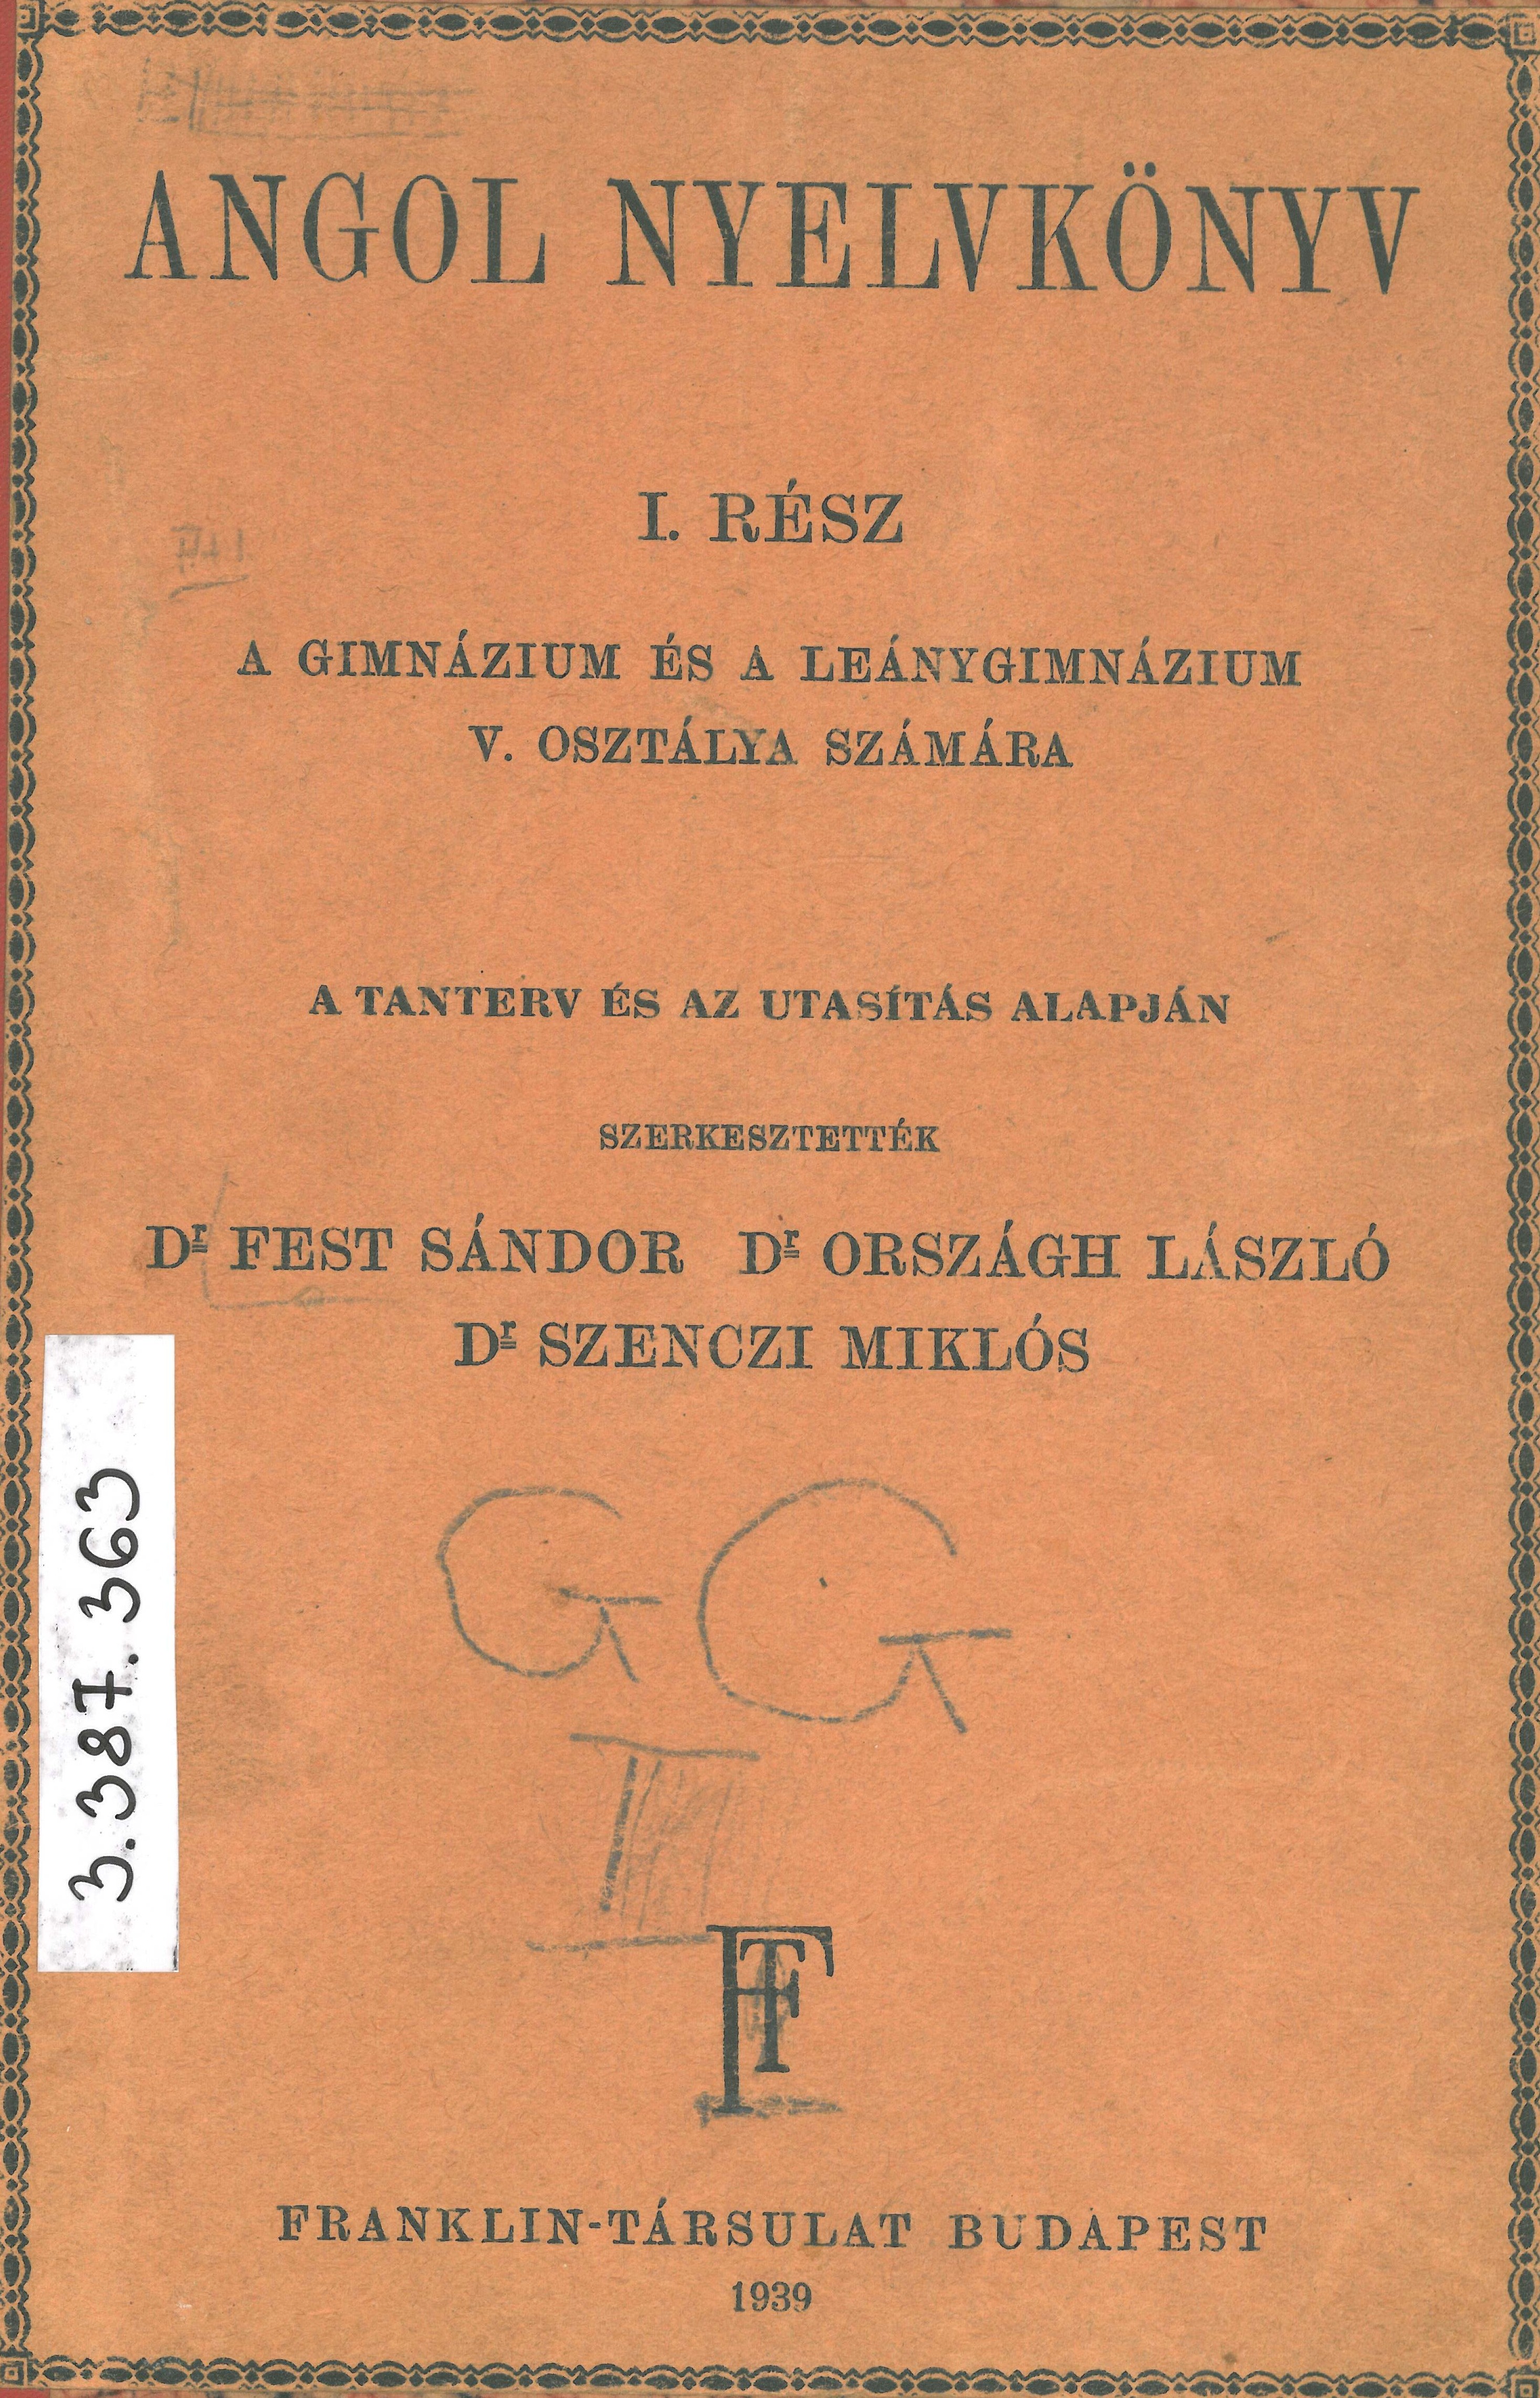 ANGOL NYELVKÖNYV
I. RÉSZ
A GIMNÁZIUM ÉS A LEÁNYGIMNÁZIUM
V. OSZTÁLYA SZÁMÁRA
A TANTERV ÉS AZ UTASÍTÁS ALAPJÁN
SZERKESZTETTÉK
Dr FEST SÁNDOR Dr ORSZÁGH LÁSZLÓ
Dr SZENCZI MIKLÓS
3.387.363
G G
FT
FRANKLIN-TÁRSULAT BUDAPEST
1939